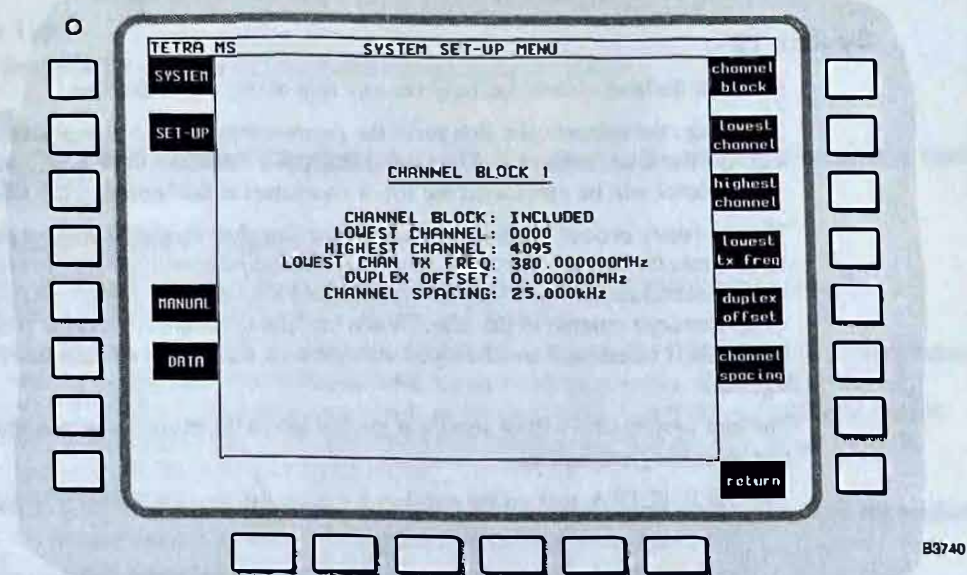 TETRA MS SYSTEM SET-UP MENU
SYSTEM
SET-UP
MANUAL
DATA
CHANNEL BLOCK 1
CHANNEL BLOCK: INCLUDED
LOWEST CHANNEL: 0000
HIGHEST CHANNEL: 4095
LOWEST CHAN TX FREQ: 380.000000MHz
DUPLEX OFFSET: 0.000000MHz
CHANNEL SPACING: 25.000kHz
channel
block
lowest
channel
highest
channel
lowest
tx freq
duplex
offset
channel
spacing
return
B3740